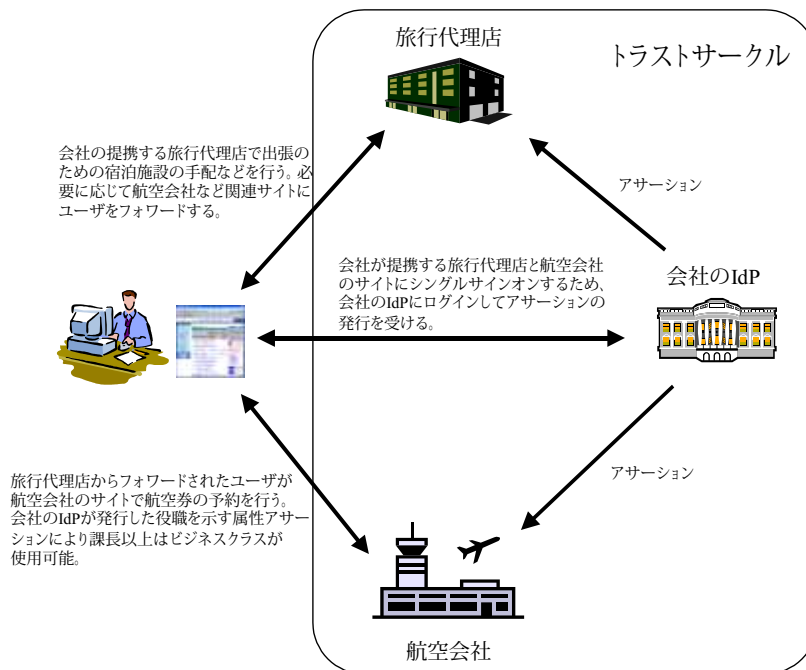 旅行代理店
トラストサークル
会社の提携する旅行代理店で出張の
ための宿泊施設の手配などを行う。必
要に応じて航空会社など関連サイトに
ユーザをフォワードする。
アサーション
会社が提携する旅行代理店と航空会社
のサイトにシングルサインオンするため、
会社のIdPにログインしてアサーションの
発行を受ける。
会社のIdP
旅行代理店からフォワードされたユーザが
航空会社のサイトで航空券の予約を行う。
会社のIdPが発行した役職を示す属性アサー
ションにより課長以上はビジネスクラスが
使用可能。
アサーション
航空会社